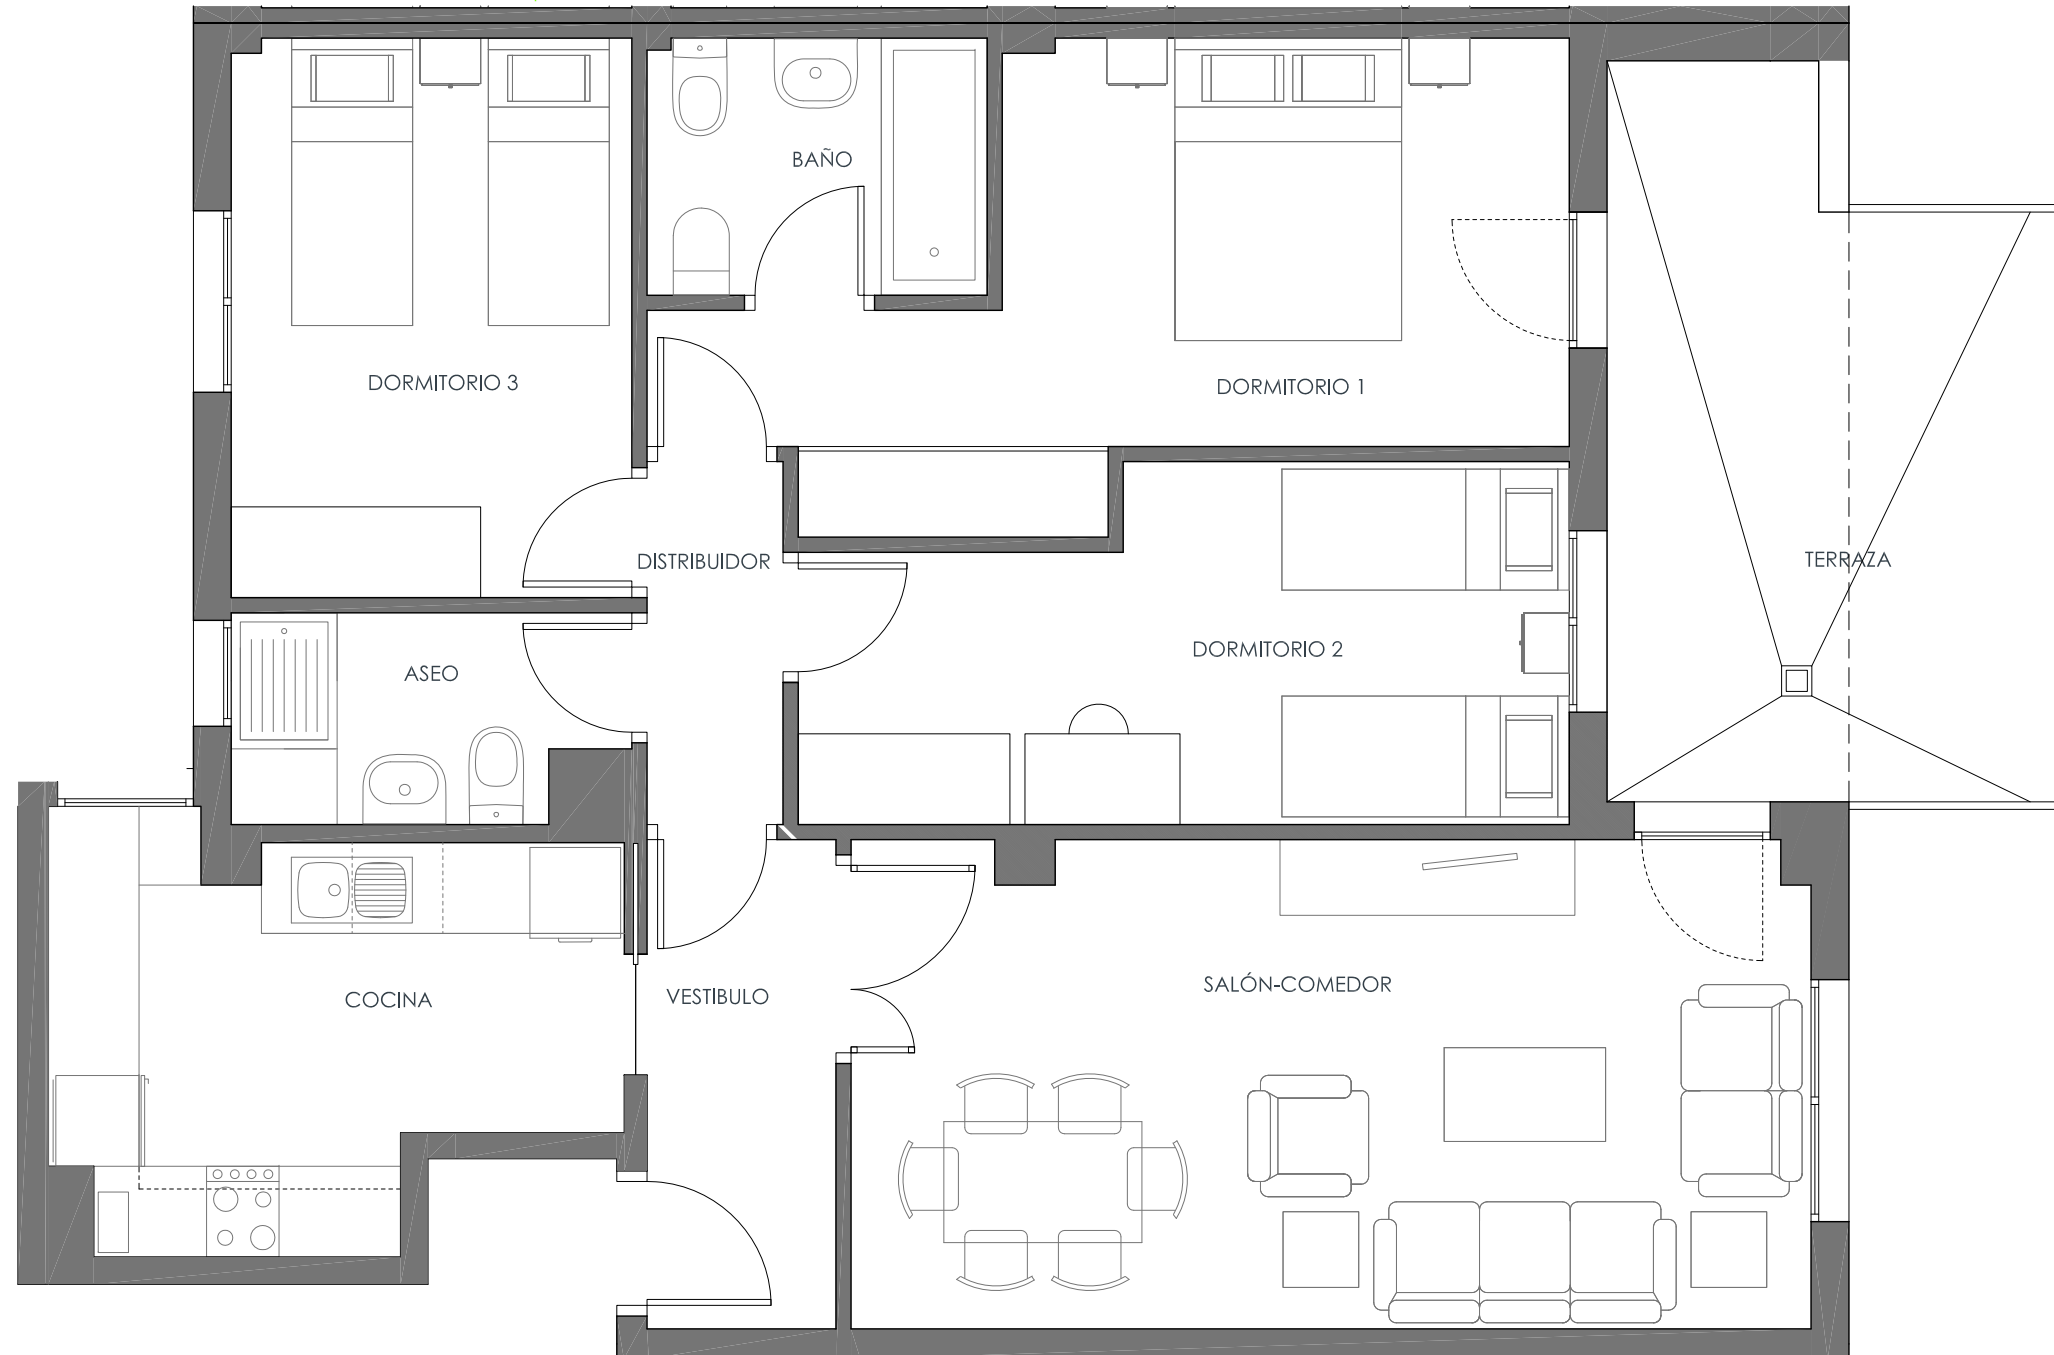 BAÑO
DORMITORIO 3
DORMITORIO 1
DISTRIBUIDOR
TERRAZA
DORMITORIO 2
ASEO
SALÓN-COMEDOR
COCINA
VESTIBULO